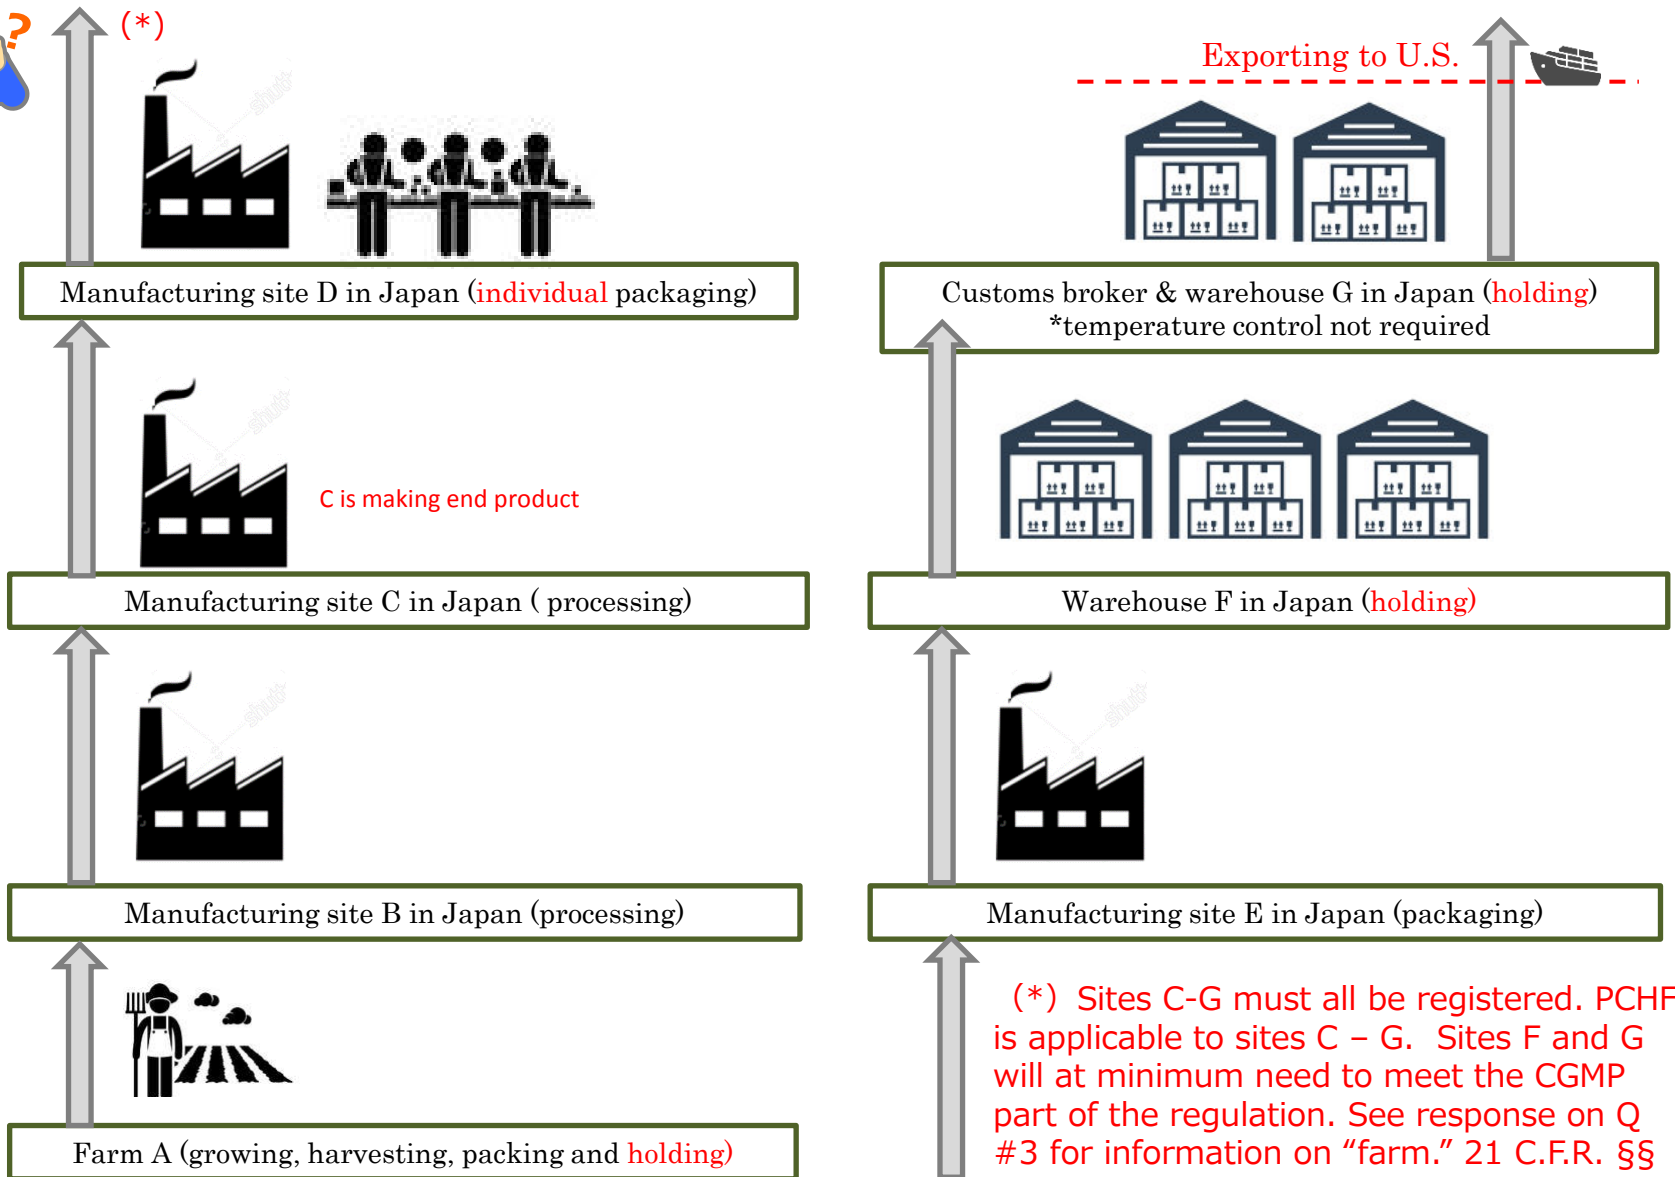 ?
(*)
Manufacturing site D in Japan (individual packaging)
C is making end product
Manufacturing site C in Japan ( processing)
Manufacturing site B in Japan (processing)
Farm A (growing, harvesting, packing and holding)
Exporting to U.S.
Customs broker & warehouse G in Japan (holding)
*temperature control not required
Warehouse F in Japan (holding)
Manufacturing site E in Japan (packaging)
(*) Sites C-G must all be registered. PCHF
is applicable to sites C – G. Sites F and G
will at minimum need to meet the CGMP
part of the regulation. See response on Q
#3 for information on “farm.” 21 C.F.R. §§